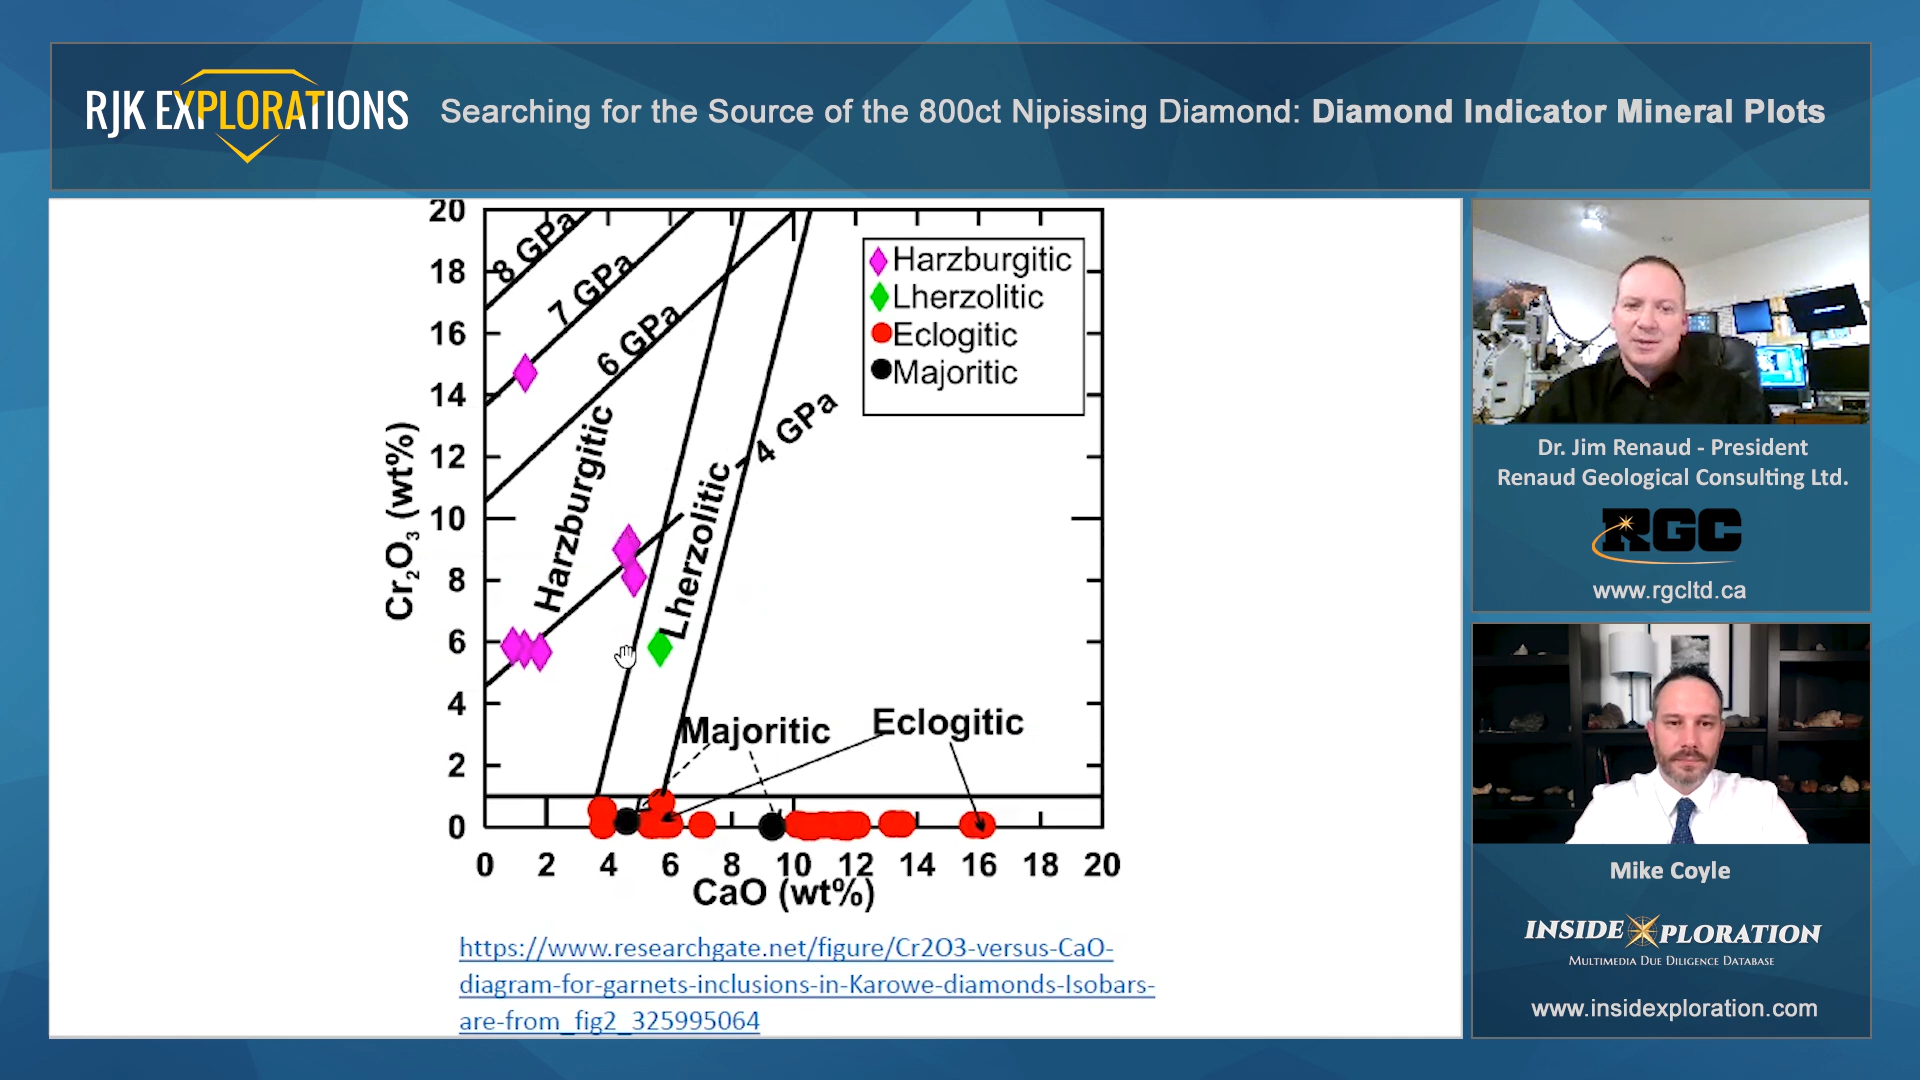 RJK EXPLORATIONS
Searching for the Source of the 800ct Nipissing Diamond: Diamond Indicator Mineral Plots
20
18
16
14
12
10
8
6
4
2
0
Cr2O3 (wt%)
8 GPa
7 GPa
6 GPa
4 GPa
Harzburgitic
Lherzolitic
Majoritic
Eclogitic
Harzburgitic
Lherzolitic
Eclogitic
Majoritic
0 2 4 6 8 10 12 14 16 18 20
CaO (wt%)
https://www.researchgate.net/figure/Cr2O3-versus-CaO-
diagram-for-garnets-inclusions-in-Karowe-diamonds-Isobars-
are-from_fig2_325995064
Dr. Jim Renaud - President
Renaud Geological Consulting Ltd.
RGC
www.rgcltd.ca
Mike Coyle
INSIDE XPLORATION
MULTIMEDIA DUE DILIGENCE DATABASE
www.insidexploration.com